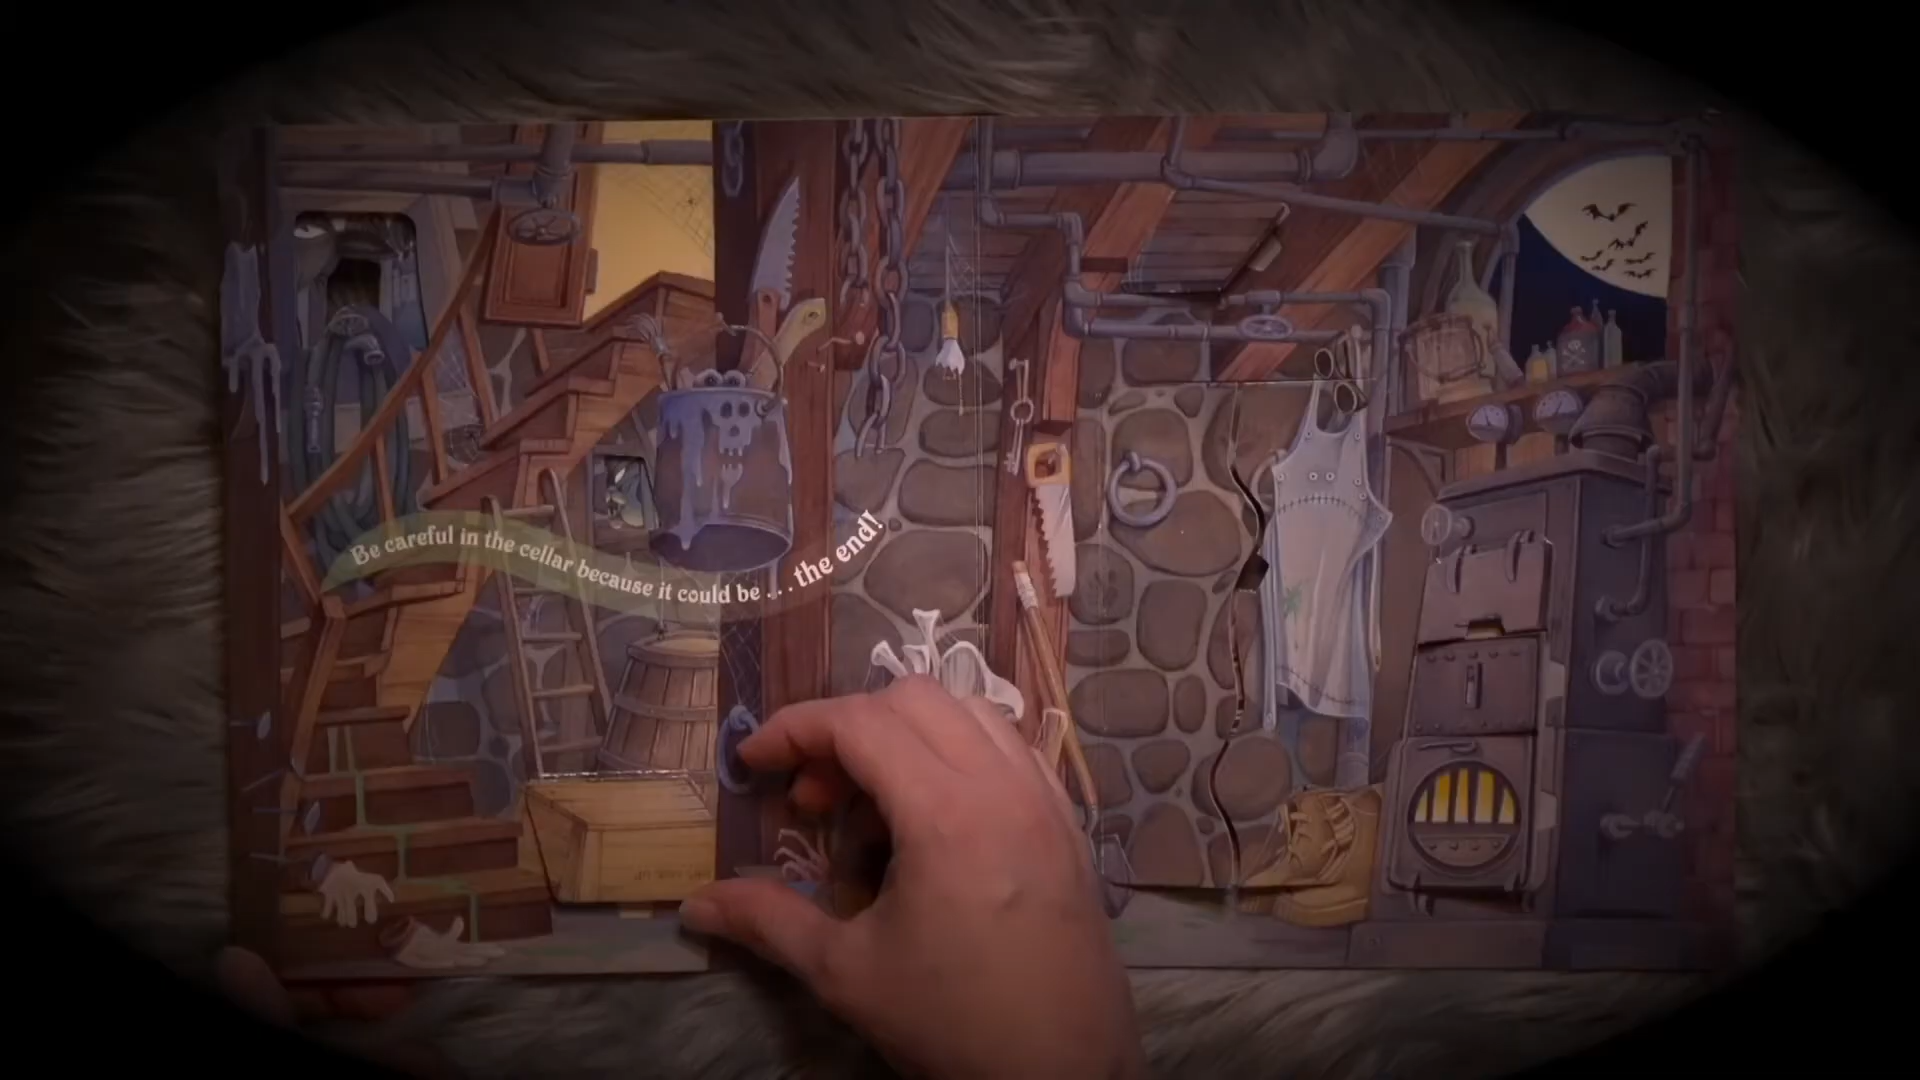 Be careful in the cellar because it could be . . . the end!